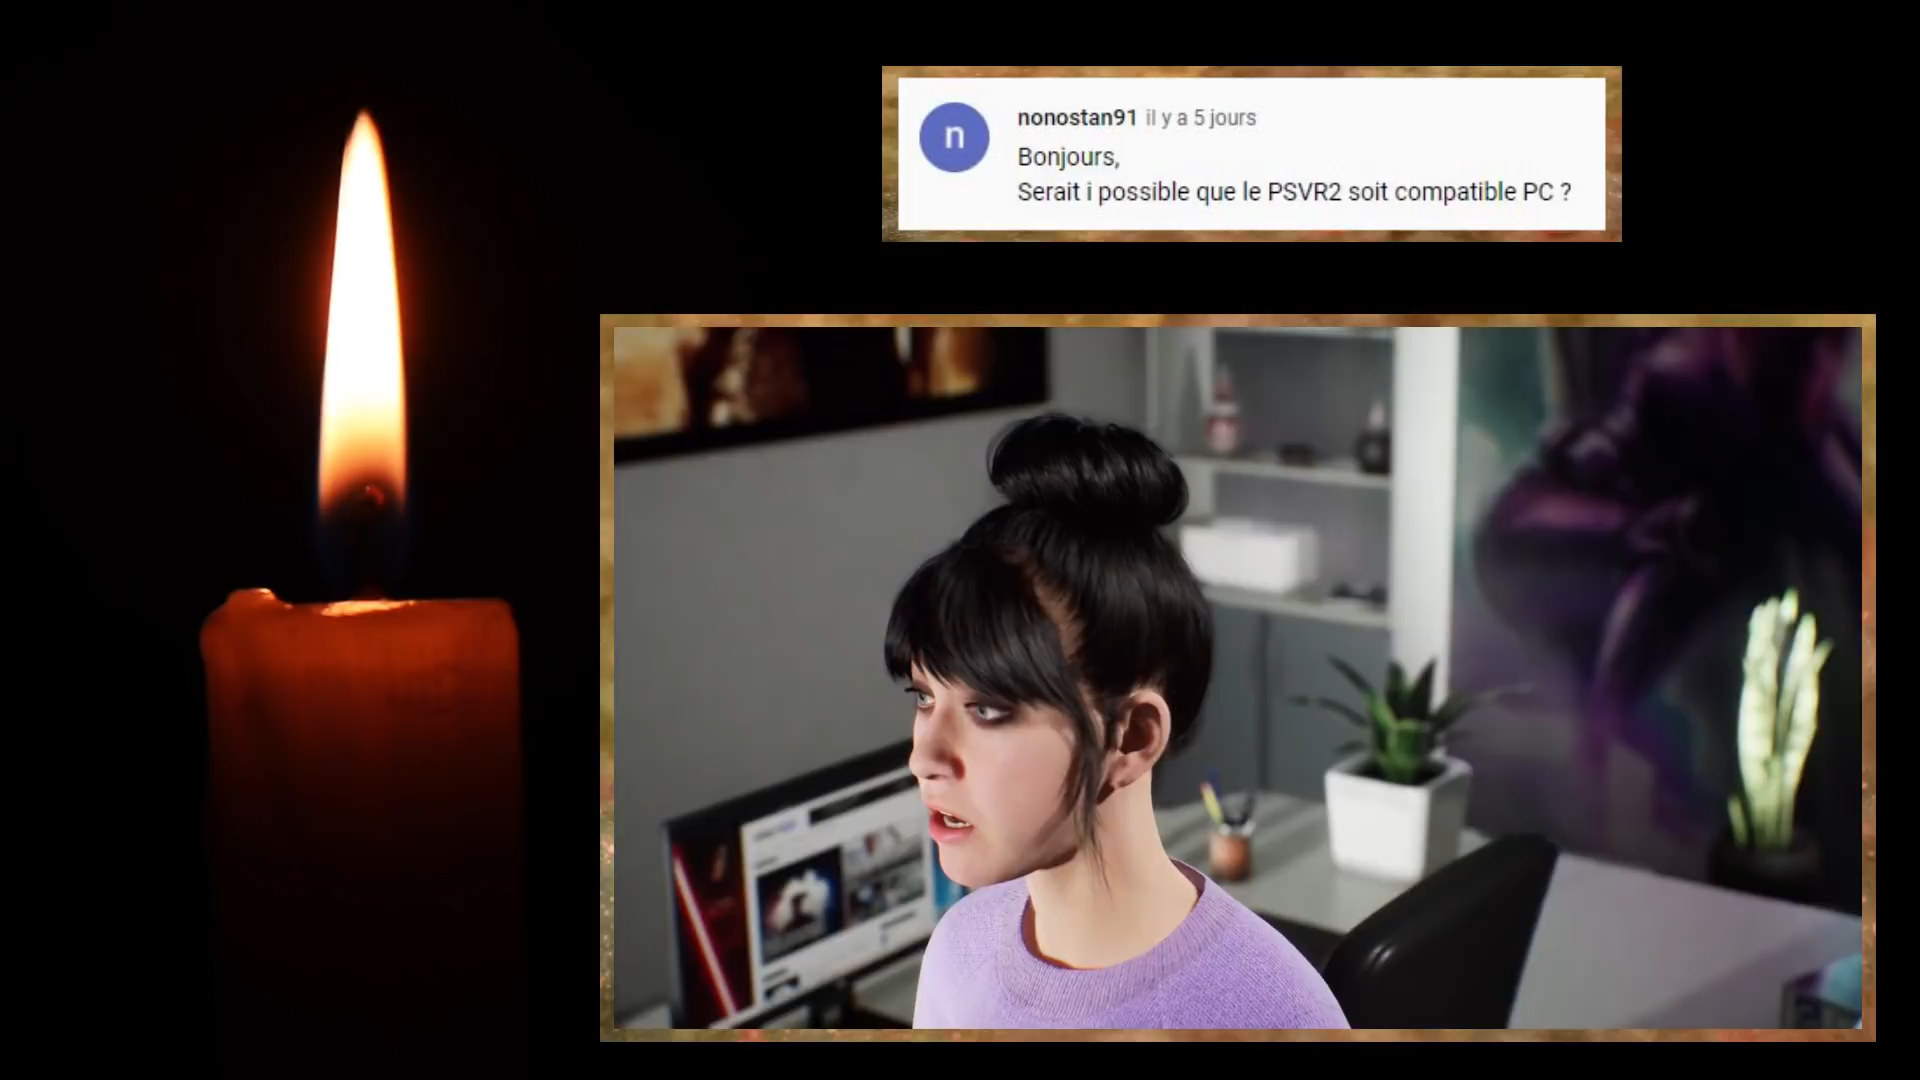 n
nonostan91 il y a 5 jours
Bonjours,
Serait i possible que le PSVR2 soit compatible PC ?